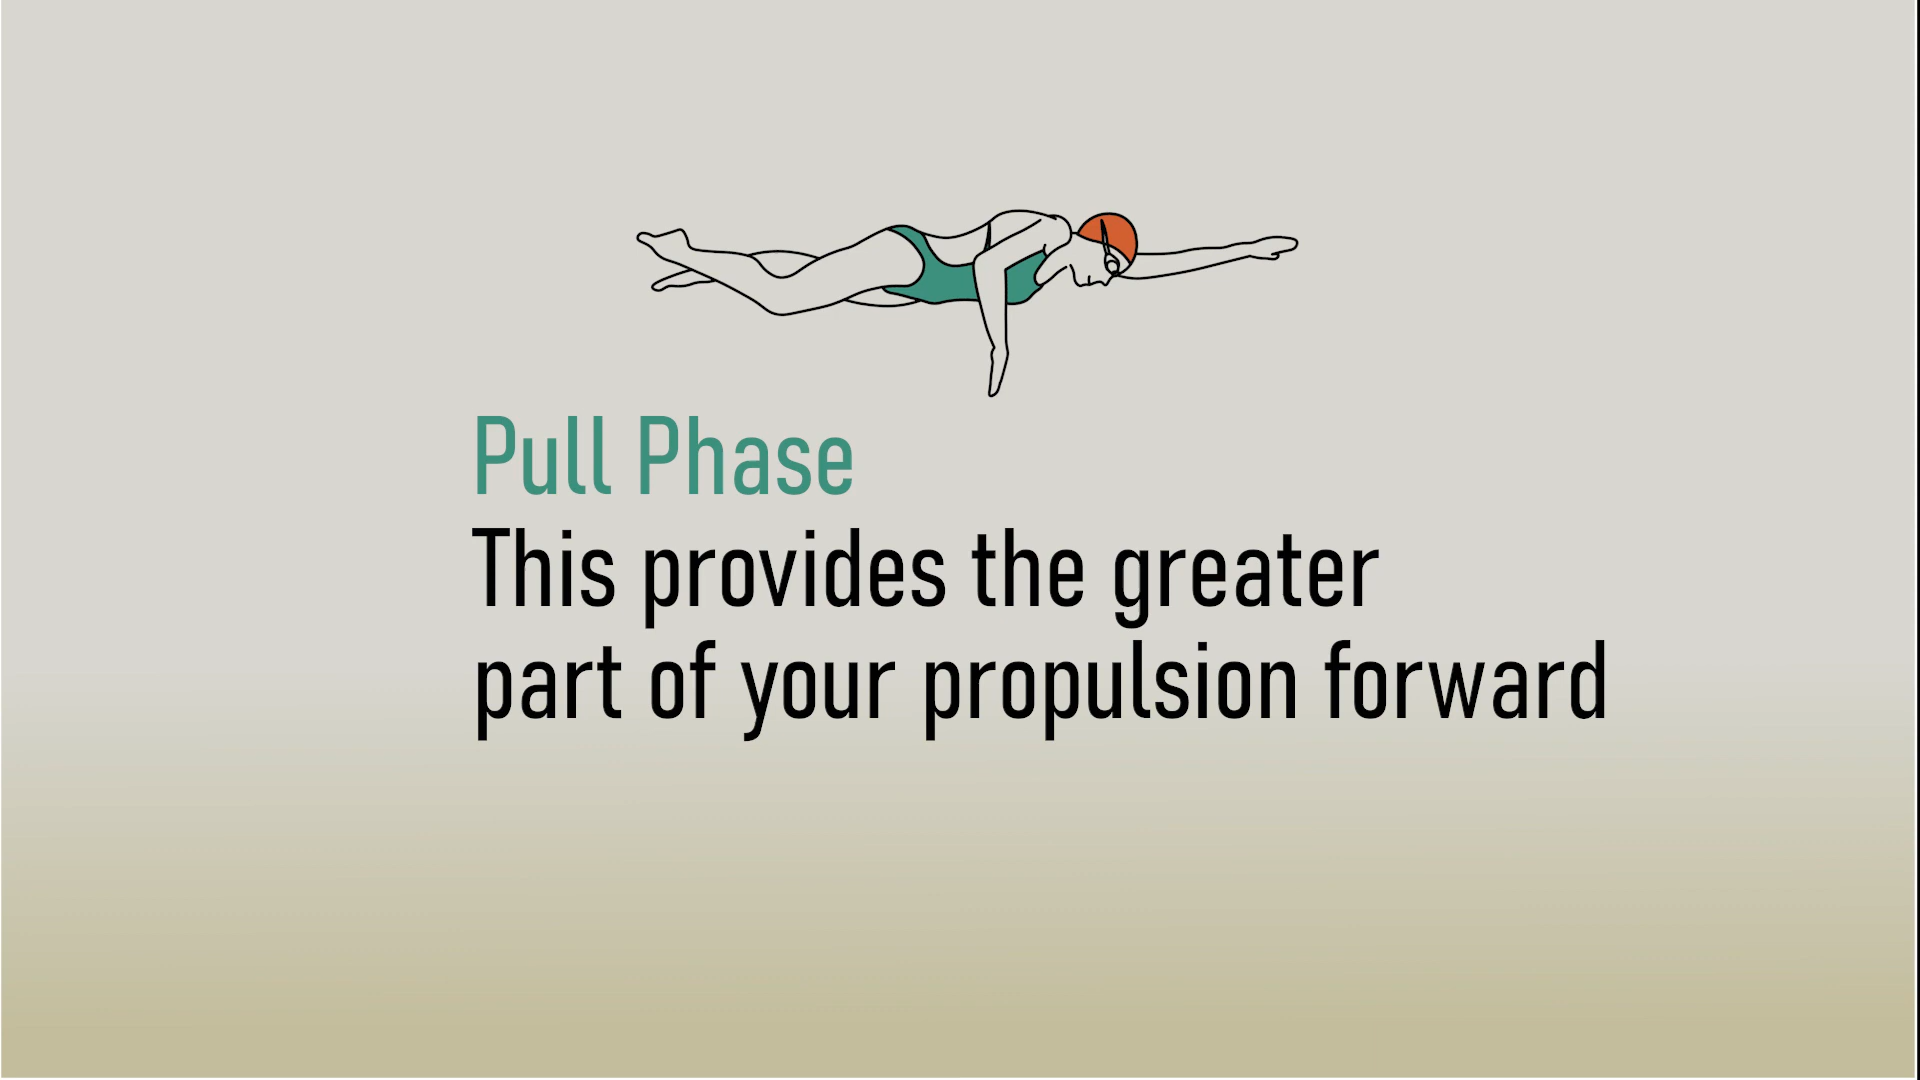 Pull Phase
This provides the greater
part of your propulsion forward